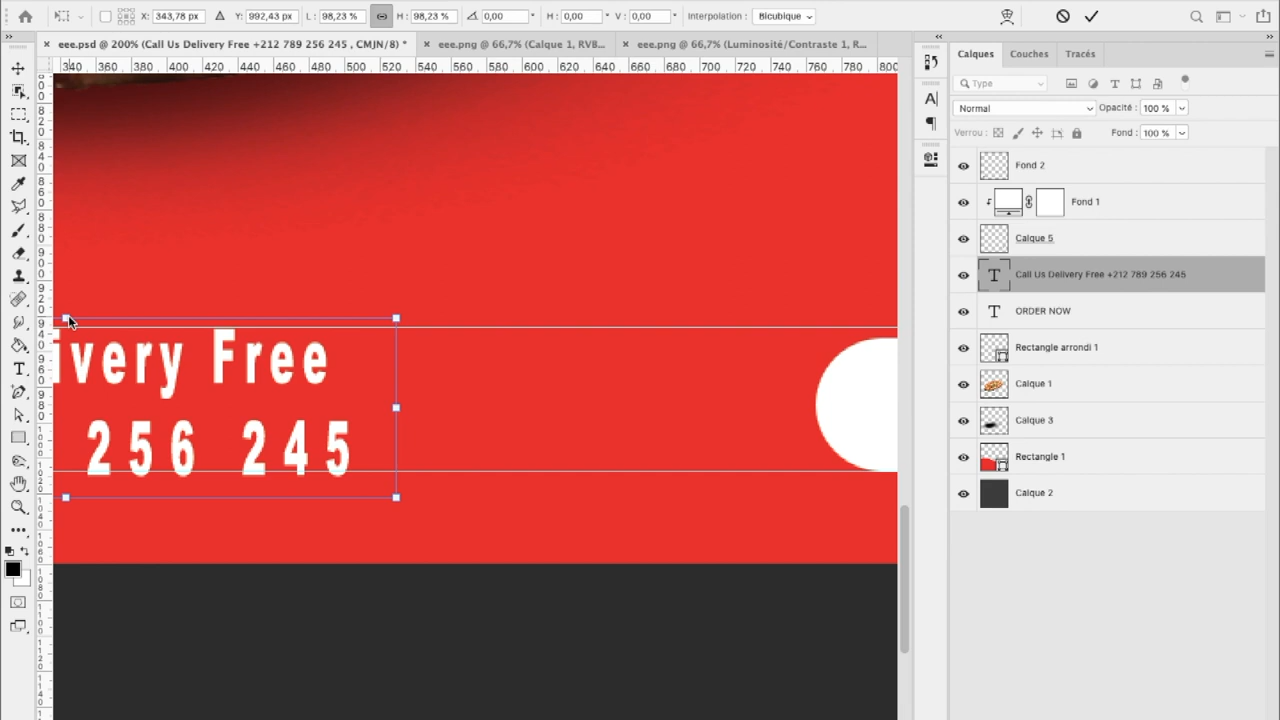 X: 343,78 px Y: 992,43 px L: 98,23 % H: 98,23 % 0,00 ° H: 0,00 ° V: 0,00 ° Interpolation : Bicubique
eee.psd @ 200% (Call Us Delivery Free +212 789 256 245 , CMJN/8) * eee.png @ 66,7% (Calque 1, RVB... eee.png @ 66,7% (Luminosité/Contraste 1, R...
340 360 380 400 420 440 460 480 500 520 540 560 580 600 620 640 660 680 700 720 740 760 780 800
Calques Couches Tracés
Type
Normal Opacité : 100 %
Verrou : Fond : 100 %
Fond 2
Fond 1
Calque 5
Call Us Delivery Free +212 789 256 245
ORDER NOW
Rectangle arrondi 1
Calque 1
Calque 3
Rectangle 1
Calque 2
ivery Free
256 245